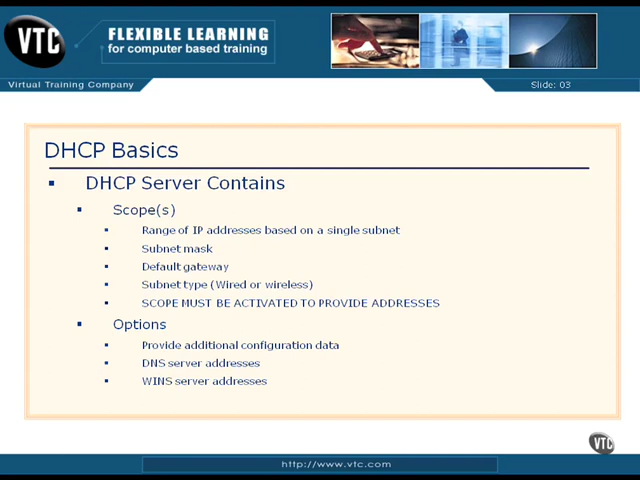 VTC
FLEXIBLE LEARNING
for computer based training
Virtual Training Company
Slide: 03
DHCP Basics
DHCP Server Contains
Scope(s)
Range of IP addresses based on a single subnet
Subnet mask
Default gateway
Subnet type (Wired or wireless)
SCOPE MUST BE ACTIVATED TO PROVIDE ADDRESSES
Options
Provide additional configuration data
DNS server addresses
WINS server addresses
VTC
http://www.vtc.com